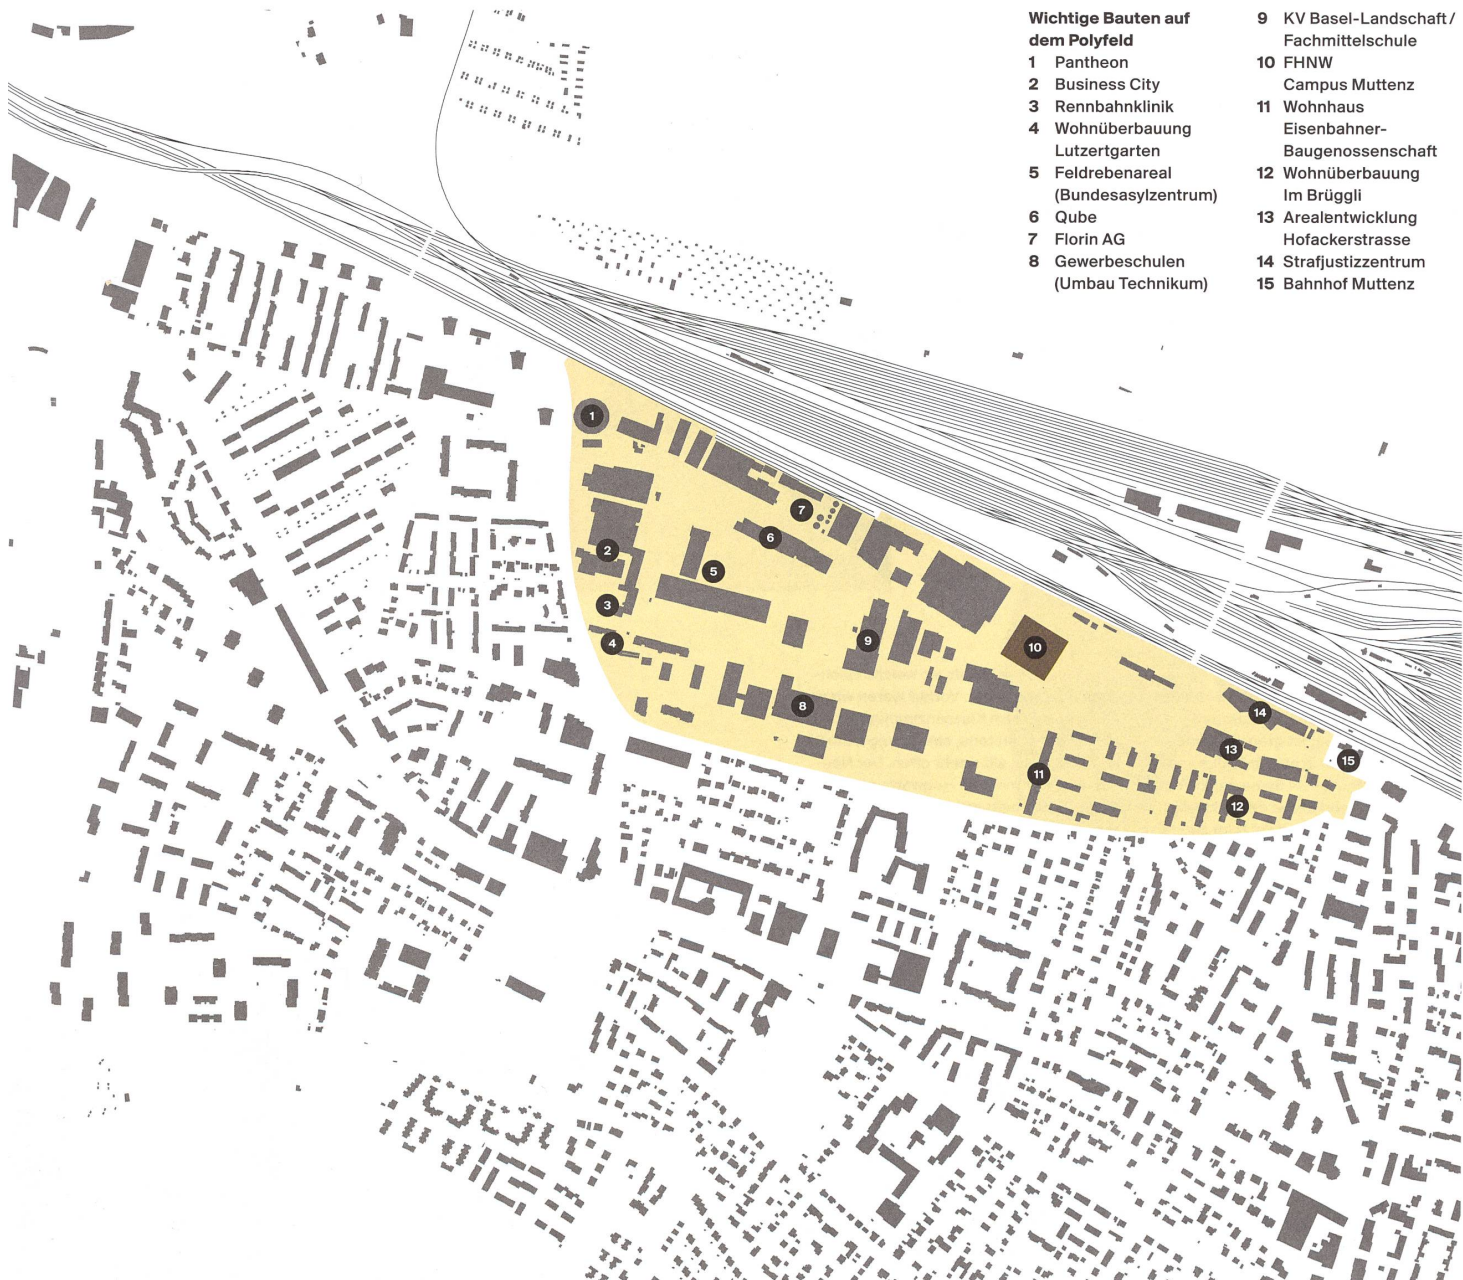 Wichtige Bauten auf
dem Polyfeld
1 Pantheon
2 Business City
3 Rennbahnklinik
4 Wohnüberbauung
Lutzertgarten
5 Feldrebenareal
(Bundesasylzentrum)
6 Qube
7 Florin AG
8 Gewerbeschulen
(Umbau Technikum)
9 KV Basel-Landschaft/
Fachmittelschule
10 FHNW
Campus Muttenz
11 Wohnhaus
Eisenbahner-
Baugenossenschaft
12 Wohnüberbauung
Im Brüggli
13 Arealentwicklung
Hofackerstrasse
14 Strafjustizzentrum
15 Bahnhof Muttenz
1
7
6
2
5
3
4
9
10
8
14
13
15
11
12